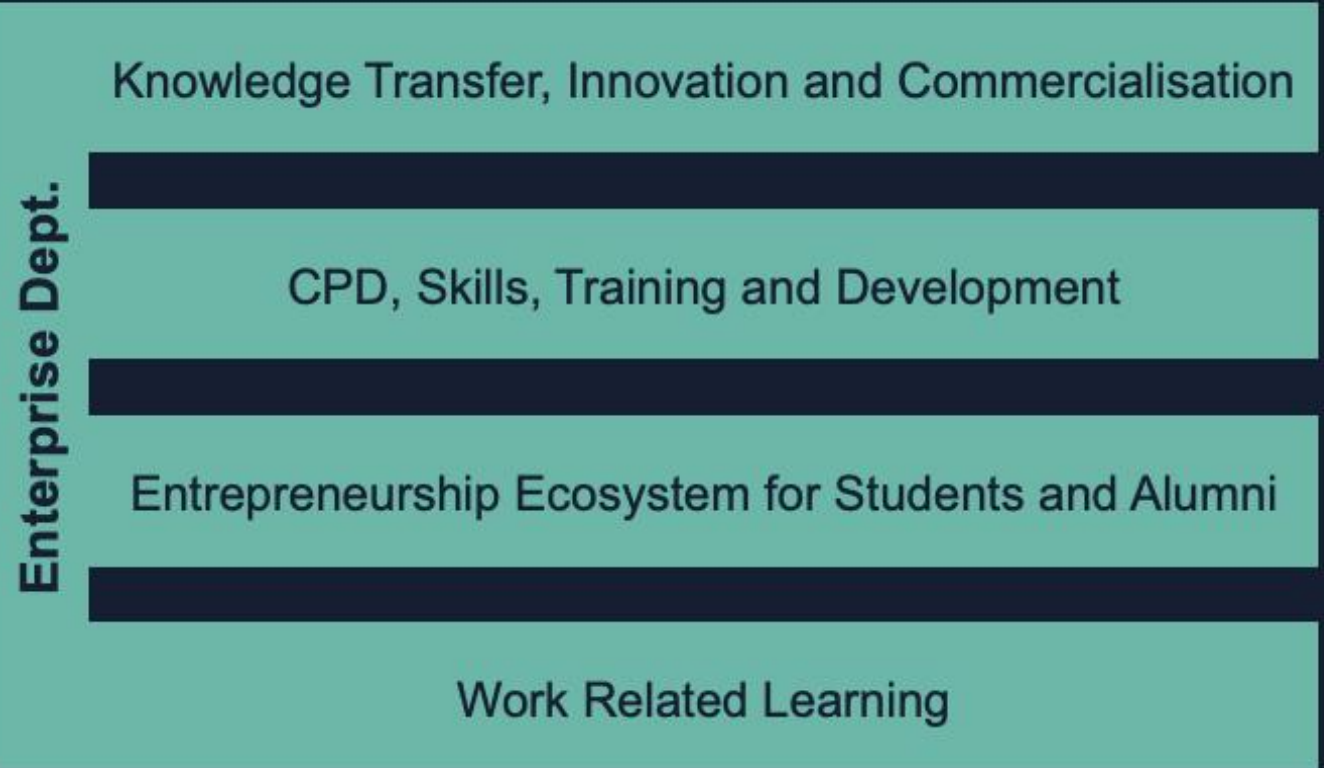 Enterprise Dept.
Knowledge Transfer, Innovation and Commercialisation
CPD, Skills, Training and Development
Entrepreneurship Ecosystem for Students and Alumni
Work Related Learning